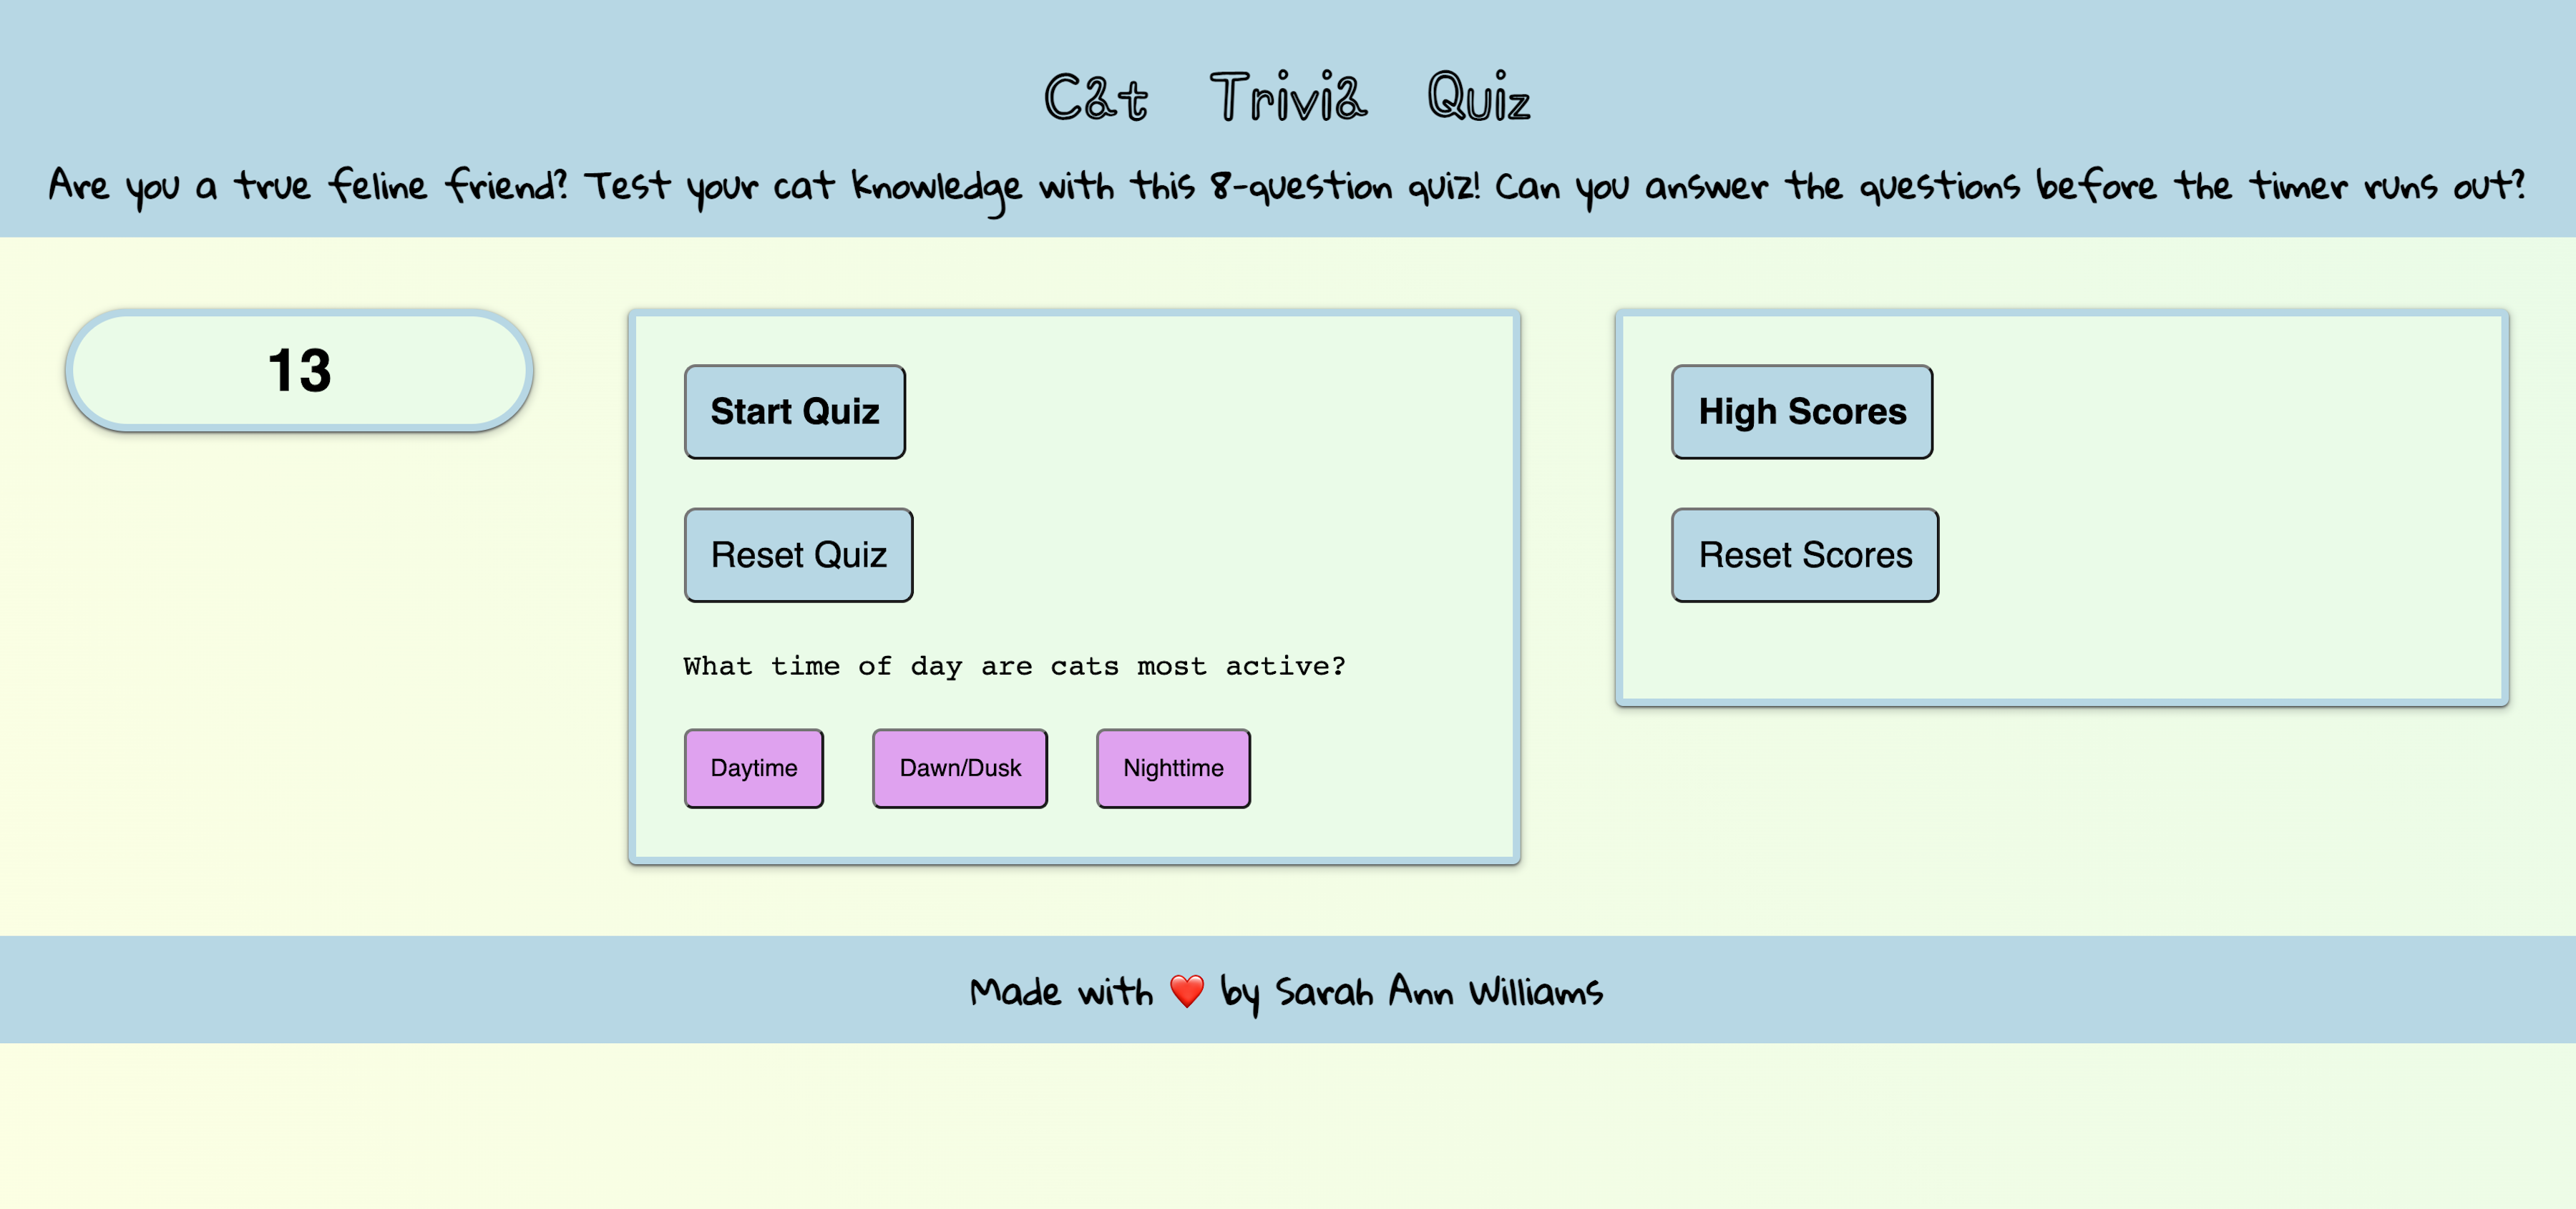 Cat Trivia Quiz
Are you a true feline friend? Test your cat knowledge with this 8-question quiz! Can you answer the questions before the timer runs out?
13
Start Quiz
Reset Quiz
What time of day are cats most active?
Daytime
Dawn/Dusk
Nighttime
High Scores
Reset Scores
Made with ❤️ by Sarah Ann Williams